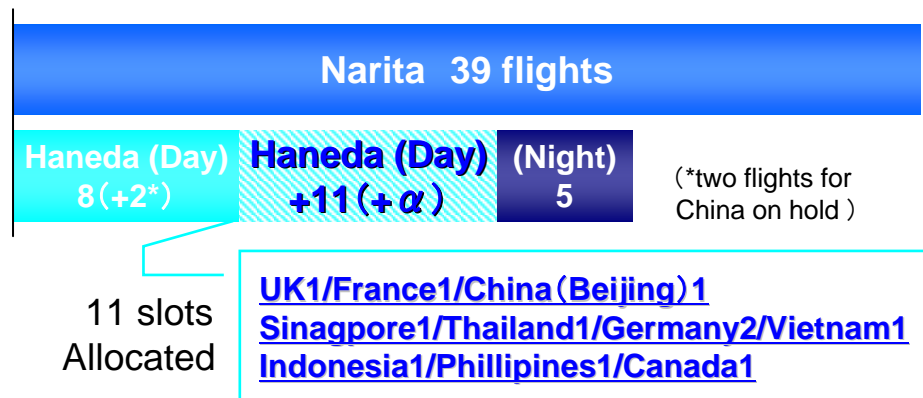 Narita 39 flights
Haneda (Day)
8(+2*)
Haneda (Day)
+11(+α)
(Night)
5
(*two flights for
China on hold)
11 slots
Allocated
UK1/France1/China(Beijing)1
Sinagpore1/Thailand1/Germany2/Vietnam1
Indonesia1/Phillipines1/Canada1